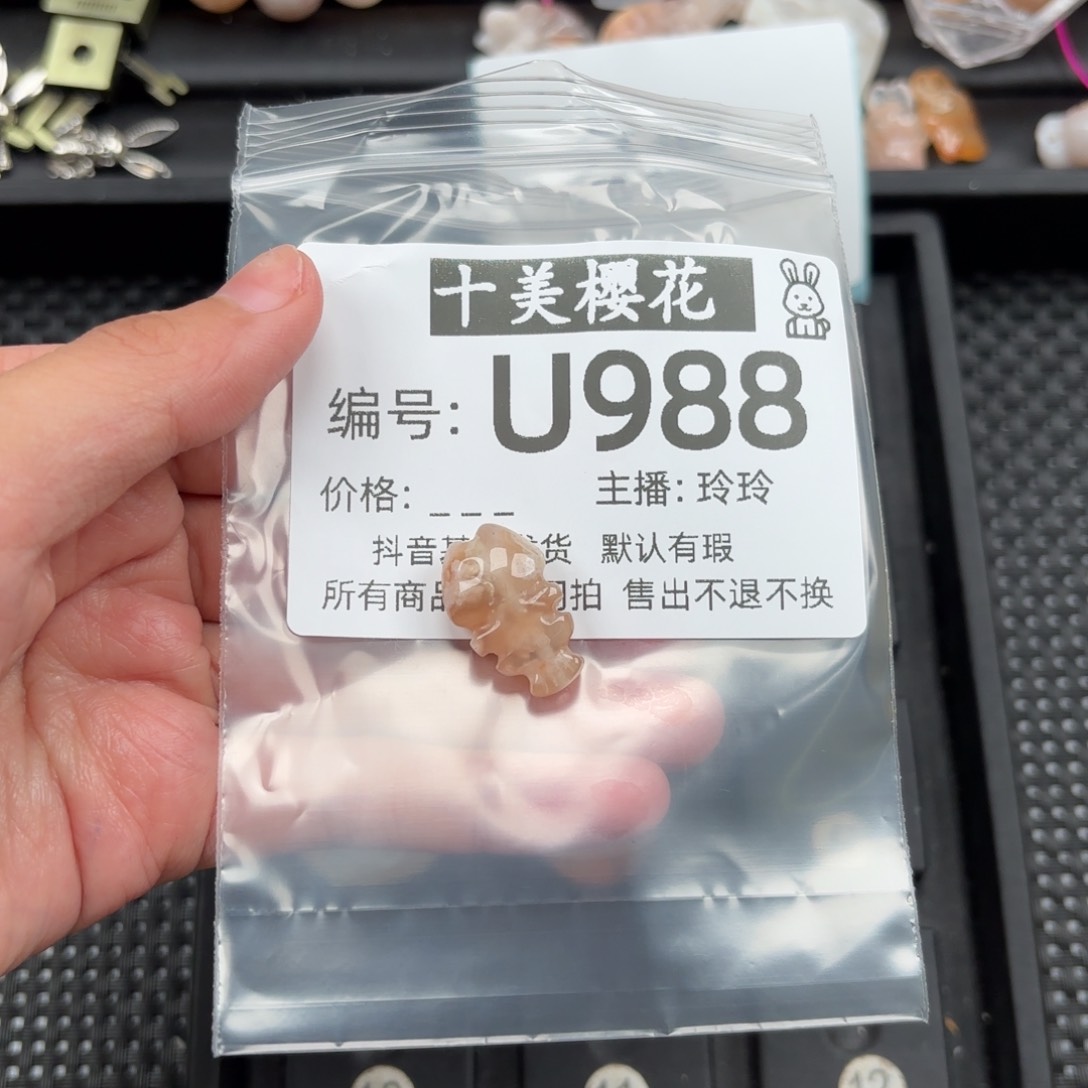 十美樱花
编号: U988
价格: _ _ _ 主播: 玲玲
抖音 货 默认有瑕
所有商品 拍 售出不退不换